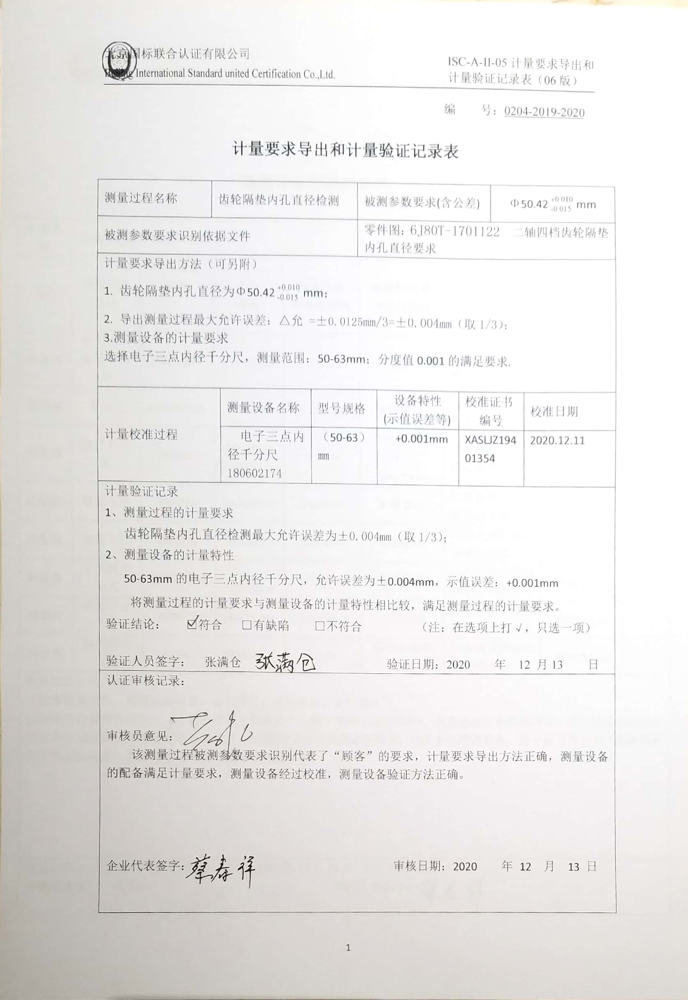 北京国标联合认证有限公司
Beijing International Standard united Certification Co.,Ltd.
ISC-A-II-05 计量要求导出和
计量验证记录表（06 版）
编 号：0204-2019-2020
计量要求导出和计量验证记录表
测量过程名称 齿轮隔垫内孔直径检测 被测参数要求(含公差) Φ50.42 +0.010 -0.015 mm
被测参数要求识别依据文件 零件图：6J80T-1701122 二轴四档齿轮隔垫
内孔直径要求
计量要求导出方法（可另附）
1. 齿轮隔垫内孔直径为Φ50.42 +0.010 -0.015 mm；
2. 导出测量过程最大允许误差：△允 =±0.0125mm/3=±0.004mm（取 1/3）；
3.测量设备的计量要求
选择电子三点内径千分尺，测量范围：50-63mm；分度值 0.001 的满足要求.
计量校准过程
测量设备名称 型号规格 设备特性 校准证书 校准日期
(示值误差等) 编号
电子三点内 （50-63） +0.001mm XASLJZ194 2020.12.11
径千分尺 mm 01354
180602174
计量验证记录
1、测量过程的计量要求
齿轮隔垫内孔直径检测最大允许误差为±0.004mm（取 1/3）；
2、测量设备的计量特性
50-63mm 的电子三点内径千分尺，允许误差为±0.004mm，示值误差：+0.001mm
将测量过程的计量要求与测量设备的计量特性相比较，满足测量过程的计量要求。
验证结论： ☑符合 □有缺陷 □不符合 （注：在选项上打√，只选一项）
验证人员签字： 张满仓 张满仓 验证日期：2020 年 12 月 13 日
认证审核记录：
审核员意见：
该测量过程被测参数要求识别代表了“顾客”的要求，计量要求导出方法正确，测量设备
的配备满足计量要求，测量设备经过校准，测量设备验证方法正确。
企业代表签字：蔡春祥 审核日期：2020 年 12 月 13 日
1